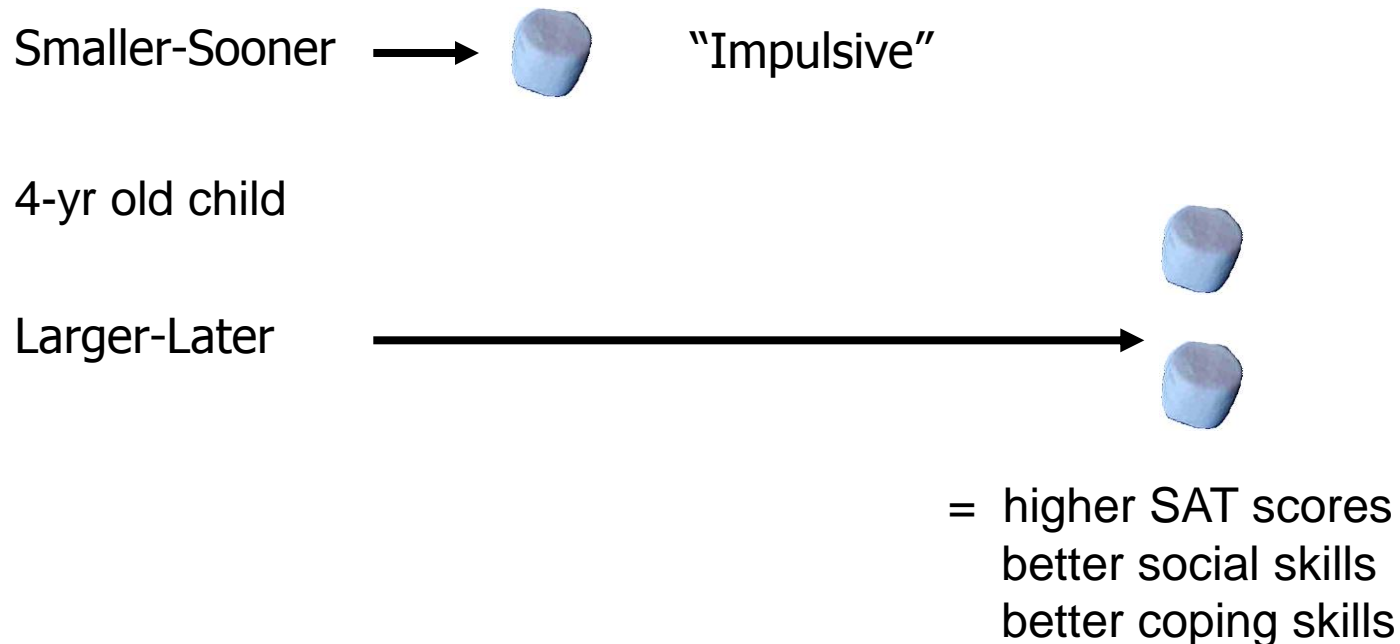 Smaller-Sooner “Impulsive”
4-yr old child
Larger-Later
= higher SAT scores
better social skills
better coping skills